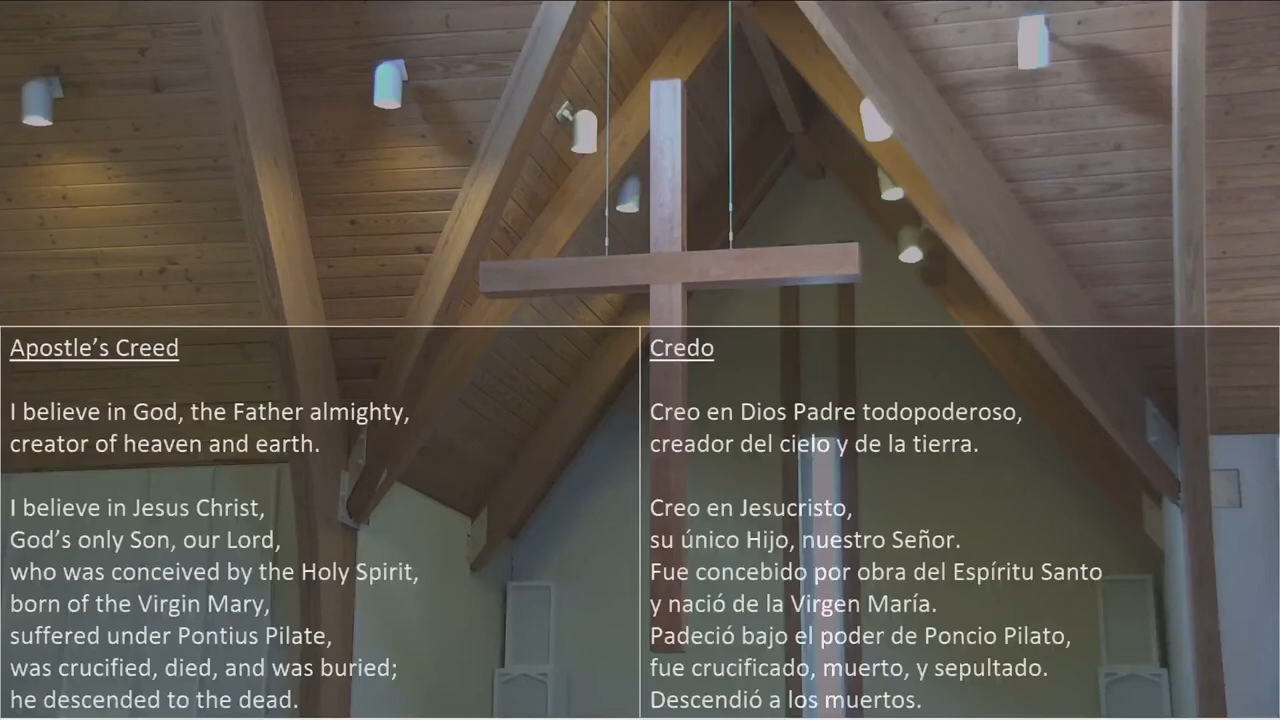 Apostle’s Creed
I believe in God, the Father almighty,
creator of heaven and earth.
I believe in Jesus Christ,
God’s only Son, our Lord,
who was conceived by the Holy Spirit,
born of the Virgin Mary,
suffered under Pontius Pilate,
was crucified, died, and was buried;
he descended to the dead.
Credo
Creo en Dios Padre todopoderoso,
creador del cielo y de la tierra.
Creo en Jesucristo,
su único Hijo, nuestro Señor.
Fue concebido por obra del Espíritu Santo
y nació de la Virgen María.
Padeció bajo el poder de Poncio Pilato,
fue crucificado, muerto, y sepultado.
Descendió a los muertos.